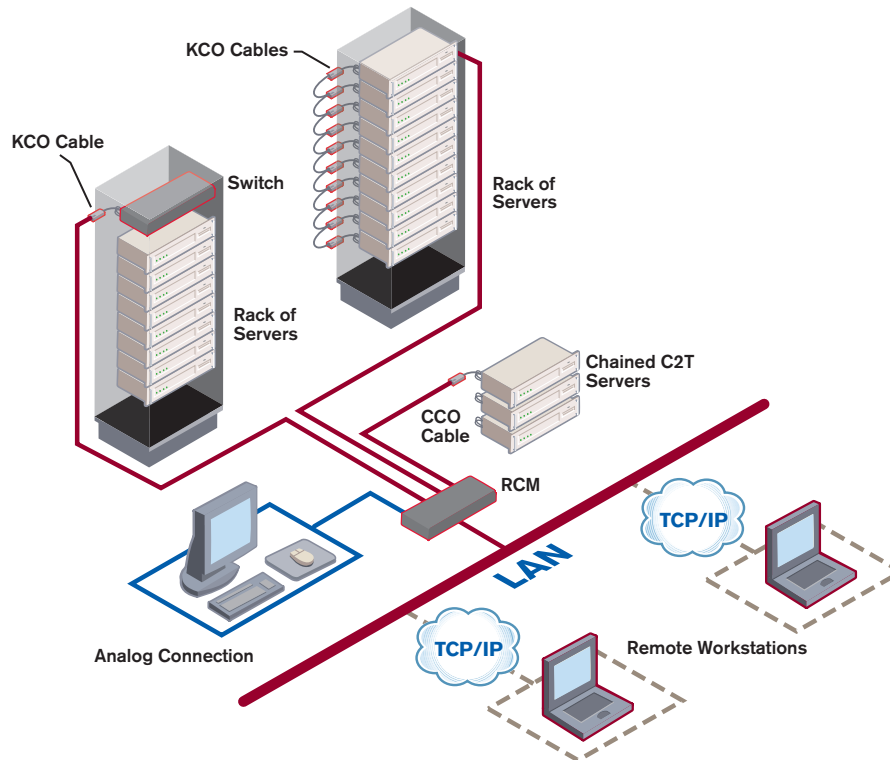 KCO Cables
KCO Cable
Switch
Rack of
Servers
Rack of
Servers
Chained C2T
Servers
CCO
Cable
RCM
TCP/IP
LAN
TCP/IP
Analog Connection
Remote Workstations